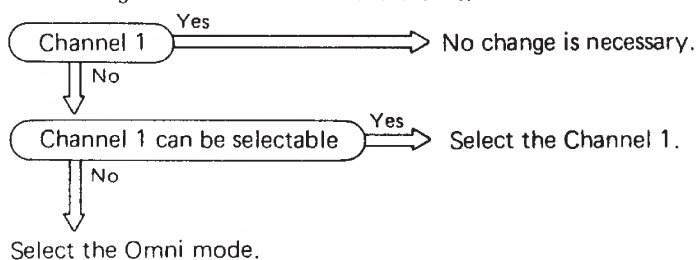 Yes
Channel 1 No change is necessary.
No
Yes
Channel 1 can be selectable Select the Channel 1.
No
Select the Omni mode.